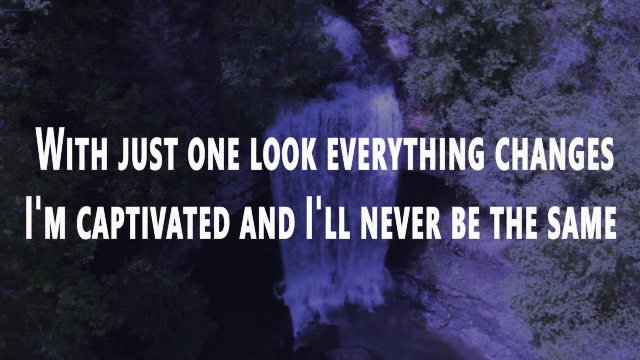 With just one look everything changes
I'm captivated and I'll never be the same